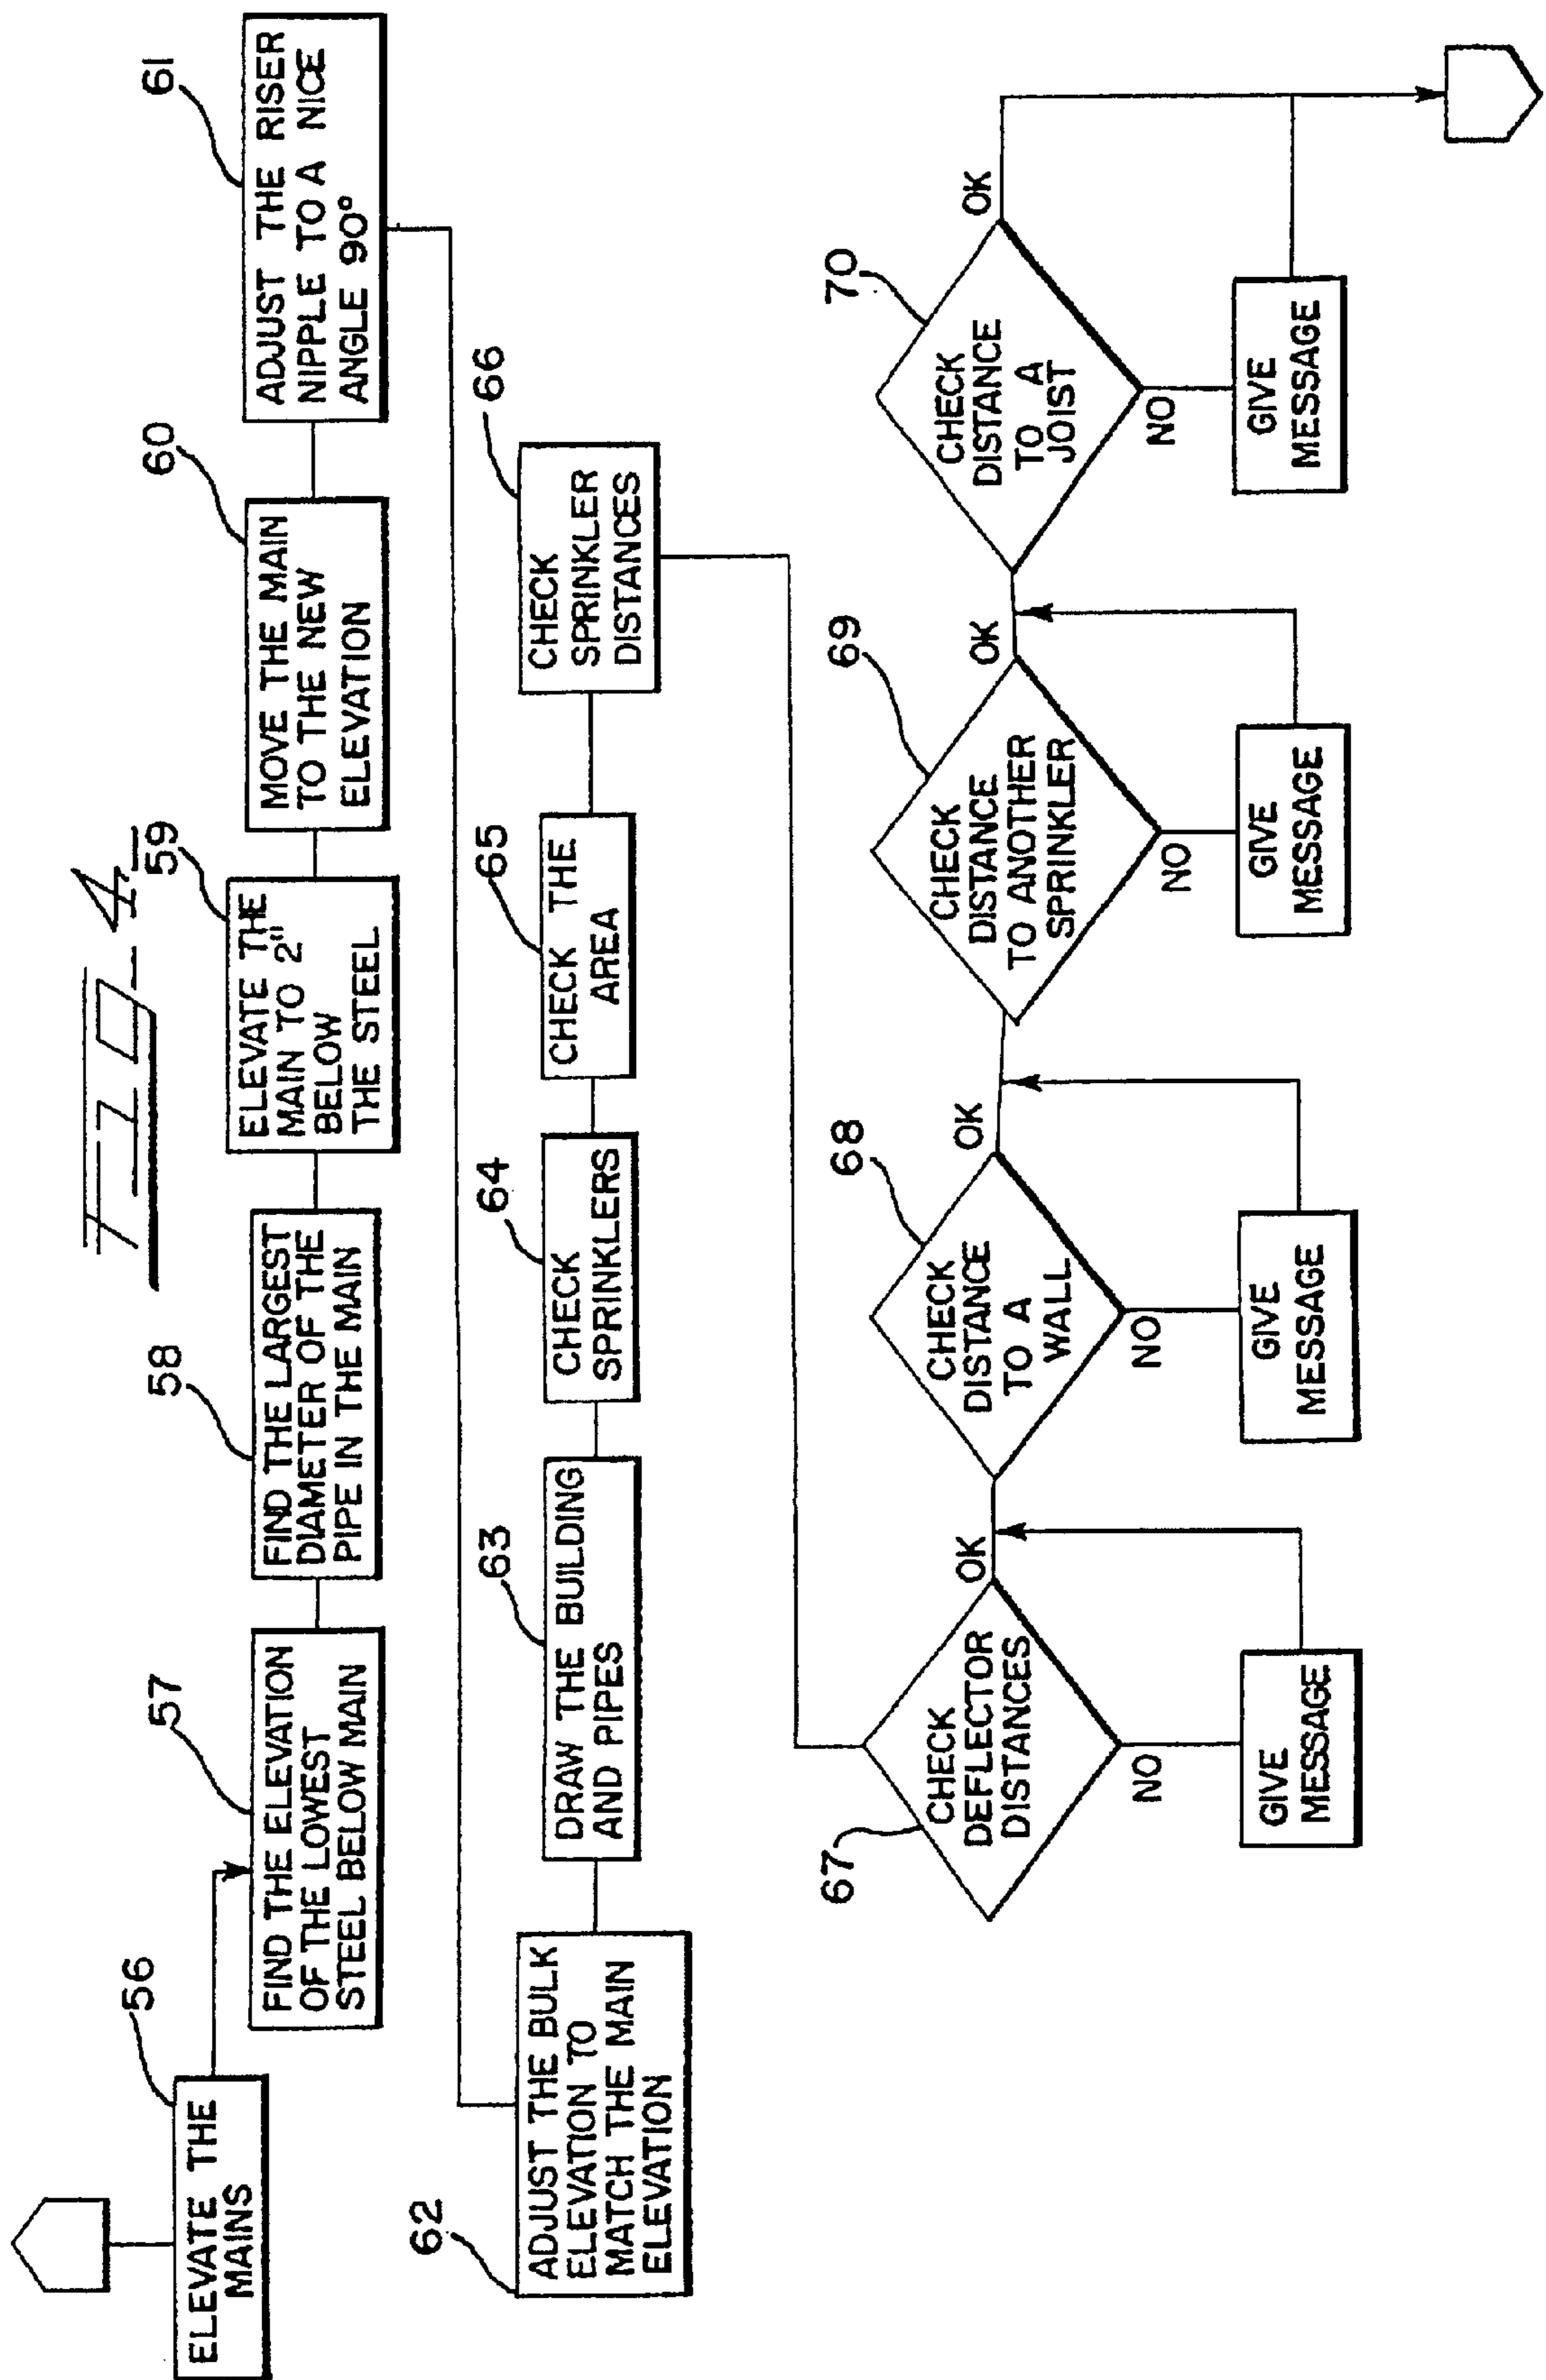 FIG. 4.
56
ELEVATE THE
MAINS
57
FIND THE ELEVATION
OF THE LOWEST
STEEL BELOW MAIN
58
FIND THE LARGEST
DIAMETER OF THE
PIPE IN THE MAIN
59
ELEVATE THE
MAIN TO 2"
BELOW
THE STEEL
60
MOVE THE MAIN
TO THE NEW
ELEVATION
61
ADJUST THE RISER
NIPPLE TO A NICE
ANGLE 90°
62
ADJUST THE BULK
ELEVATION TO
MATCH THE MAIN
ELEVATION
63
DRAW THE BUILDING
AND PIPES
64
CHECK
SPRINKLERS
65
CHECK THE
AREA
66
CHECK
SPRINKLER
DISTANCES
67
CHECK
DEFLECTOR
DISTANCES
OK
NO
GIVE
MESSAGE
68
CHECK
DISTANCE
TO A
WALL
OK
NO
GIVE
MESSAGE
69
CHECK
DISTANCE
TO ANOTHER
SPRINKLER
OK
NO
GIVE
MESSAGE
70
CHECK
DISTANCE
TO A
JOIST
OK
NO
GIVE
MESSAGE